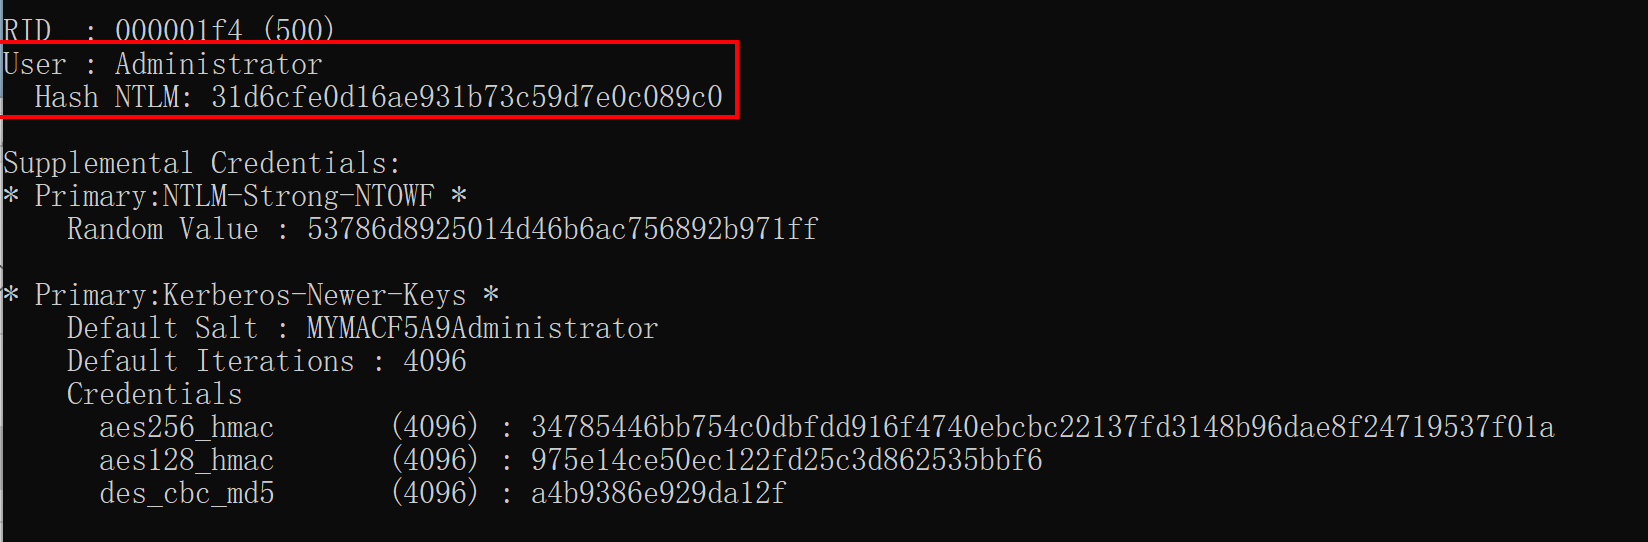 RID  : 000001f4 (500)
User : Administrator
  Hash NTLM: 31d6cfe0d16ae931b73c59d7e0c089c0
Supplemental Credentials:
* Primary:NTLM-Strong-NTOWF *
    Random Value : 53786d8925014d46b6ac756892b971ff
* Primary:Kerberos-Newer-Keys *
    Default Salt : MYMACF5A9Administrator
    Default Iterations : 4096
    Credentials
      aes256_hmac       (4096) : 34785446bb754c0dbfdd916f4740ebcbc22137fd3148b96dae8f24719537f01a
      aes128_hmac       (4096) : 975e14ce50ec122fd25c3d862535bbf6
      des_cbc_md5       (4096) : a4b9386e929da12f